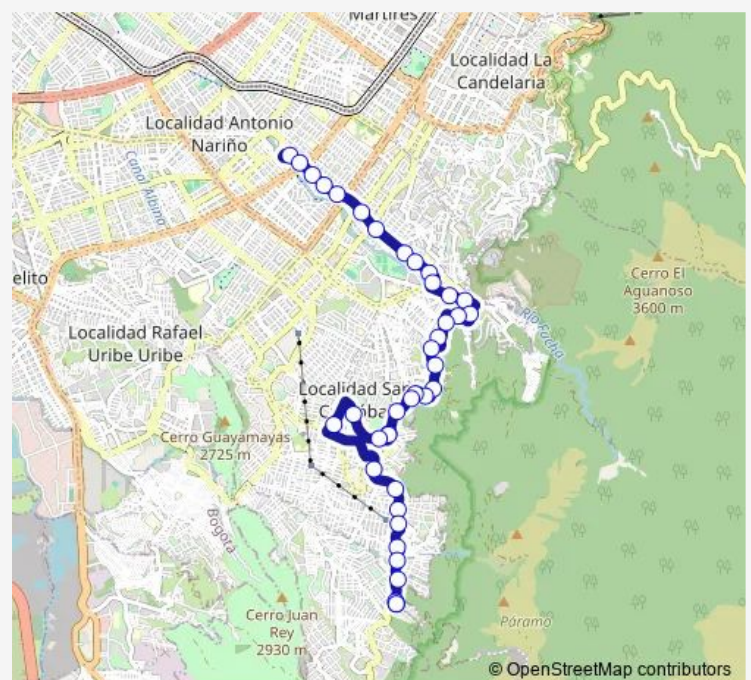 Mártires
Localidad La
Candelaria
Localidad Antonio
Nariño
Canal Albina
elito
Cerro El
Aguanoso
3600 m
Río Fucha
Localidad Rafael
Uribe Uribe
Localidad San
Cerro Guayamayas
2725 m
Bogotá
Cerro Juan
Rey
2930 m
Páramo
© OpenStreetMap contributors